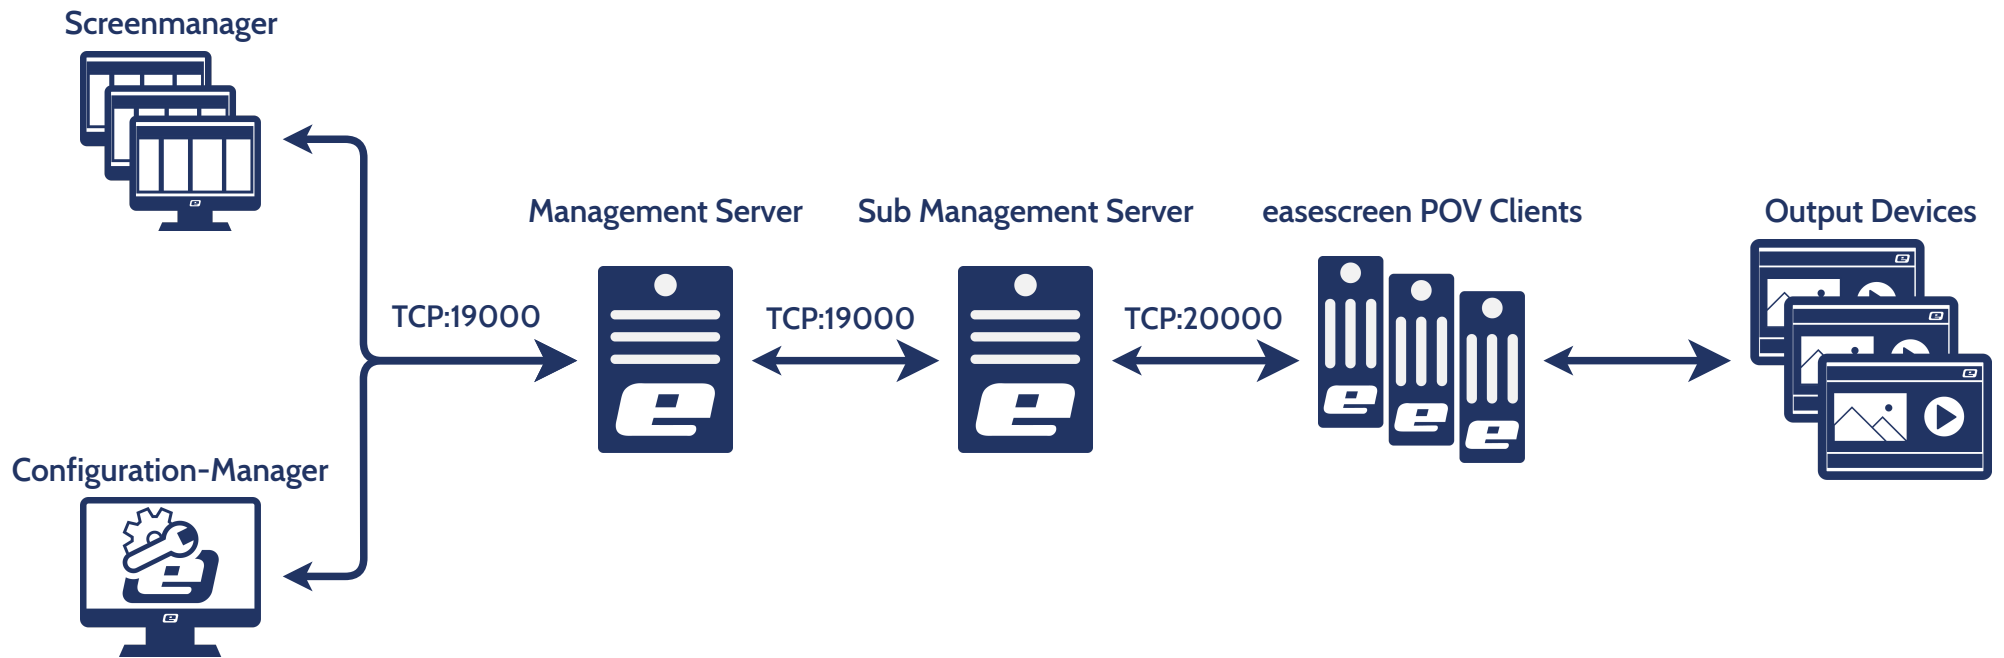 Screenmanager
Management Server
Sub Management Server
easescreen POV Clients
Output Devices
TCP:19000
TCP:19000
TCP:20000
Configuration-Manager